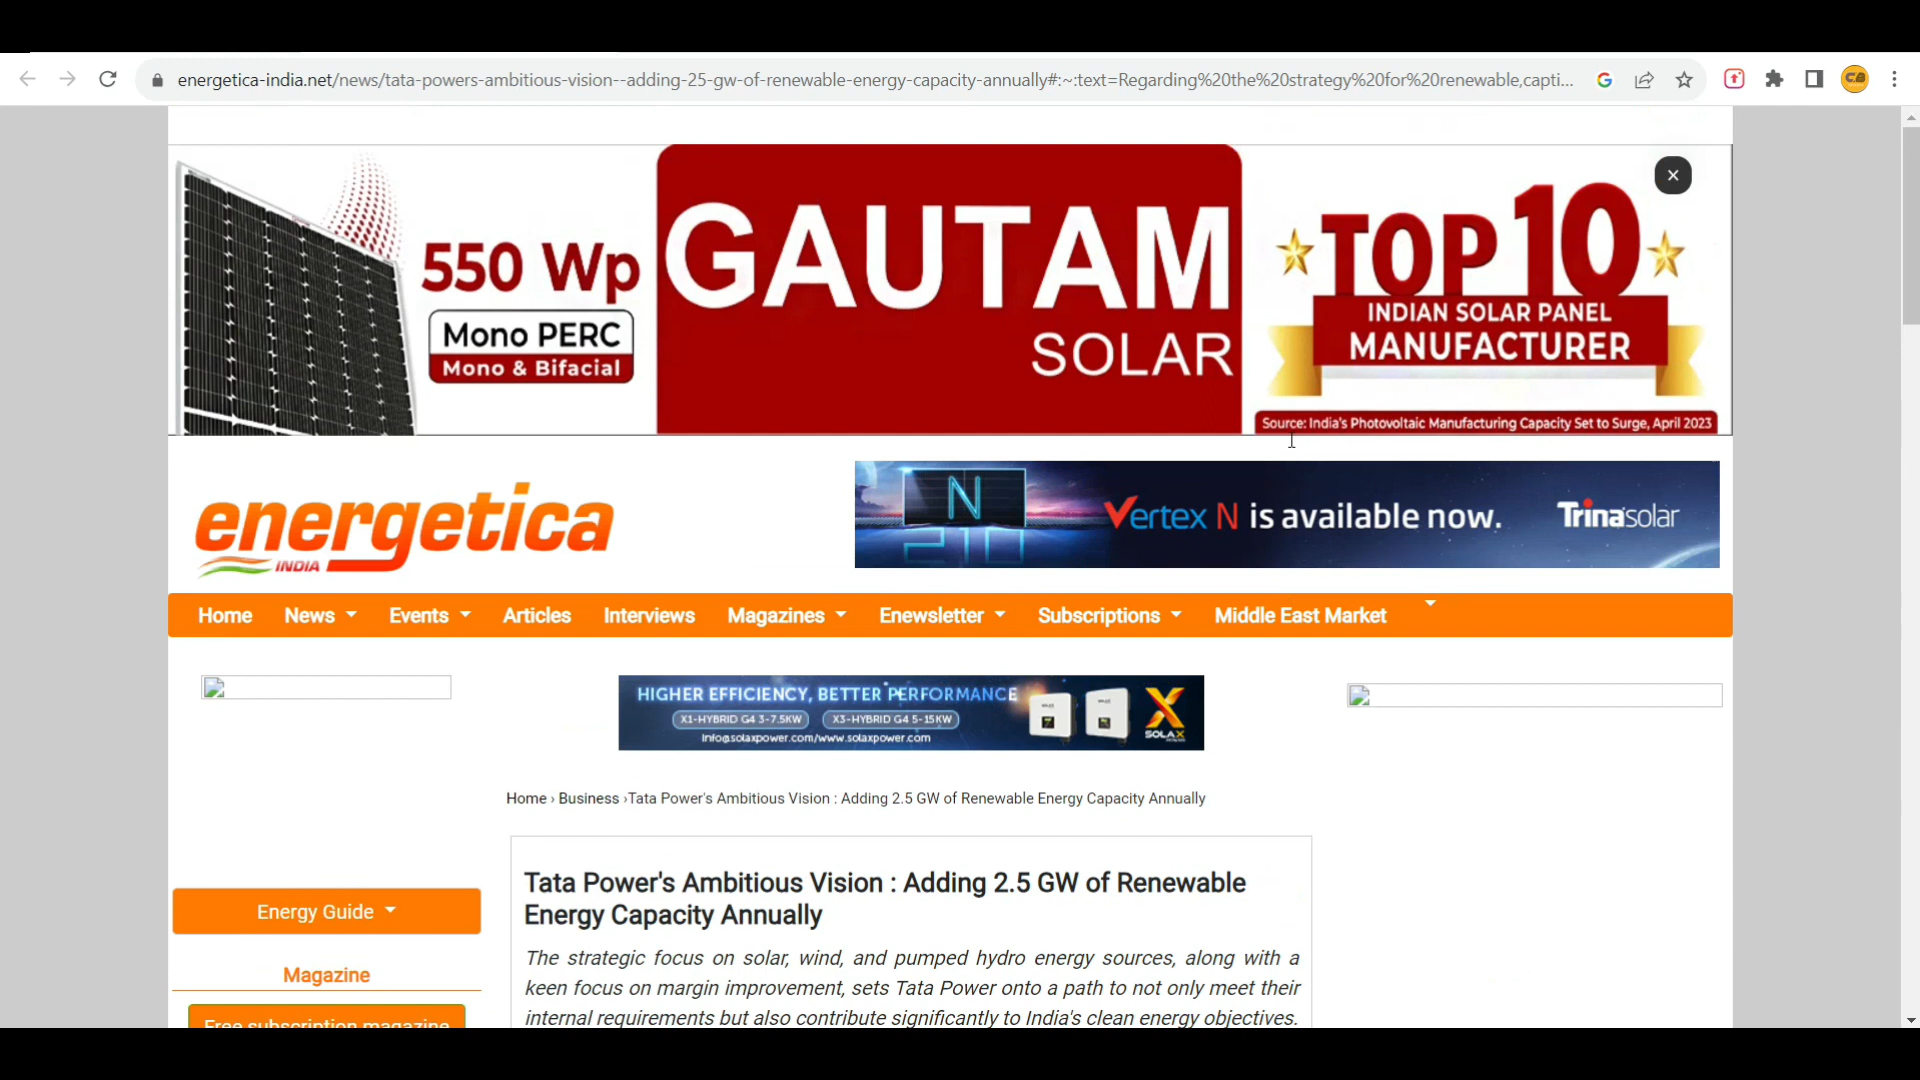 energetica-india.net/news/tata-powers-ambitious-vision--adding-25-gw-of-renewable-energy-capacity-annually#:~:text=Regarding%20the%20strategy%20for%20renewable,capti...
550 Wp
Mono PERC
Mono & Bifacial
GAUTAM
SOLAR
TOP 10
INDIAN SOLAR PANEL
MANUFACTURER
Source: India's Photovoltaic Manufacturing Capacity Set to Surge, April 2023
energetica
INDIA
N
Vertex N is available now.
Trinasolar
Home News Events Articles Interviews Magazines Enewsletter Subscriptions Middle East Market
HIGHER EFFICIENCY, BETTER PERFORMANCE
X1-HYBRID G4 3-7.5KW X3-HYBRID G4 5-15KW
info@solaxpower.com/www.solaxpower.com
SOLAX
Home › Business ›Tata Power's Ambitious Vision : Adding 2.5 GW of Renewable Energy Capacity Annually
Tata Power's Ambitious Vision : Adding 2.5 GW of Renewable
Energy Capacity Annually
The strategic focus on solar, wind, and pumped hydro energy sources, along with a
keen focus on margin improvement, sets Tata Power onto a path to not only meet their
internal requirements but also contribute significantly to India's clean energy objectives.
Energy Guide
Magazine
Free subscription magazine